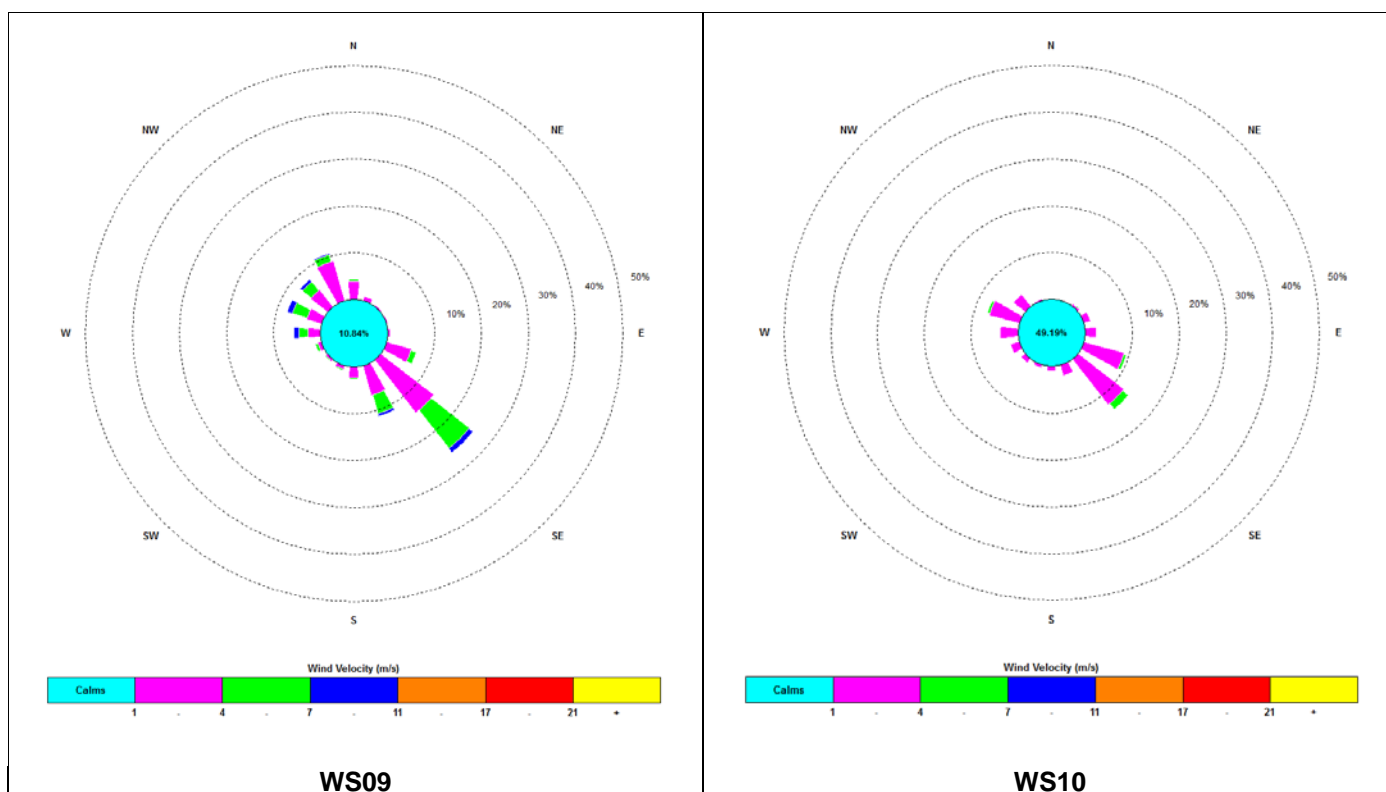 N
NW
NE
50%
40%
30%
20%
10%
W
10.84%
E
SW
SE
S
Wind Velocity (m/s)
Calms
1 - 4 - 7 - 11 - 17 - 21 +
WS09
N
NW
NE
50%
40%
30%
20%
10%
W
49.19%
E
SW
SE
S
Wind Velocity (m/s)
Calms
1 - 4 - 7 - 11 - 17 - 21 +
WS10